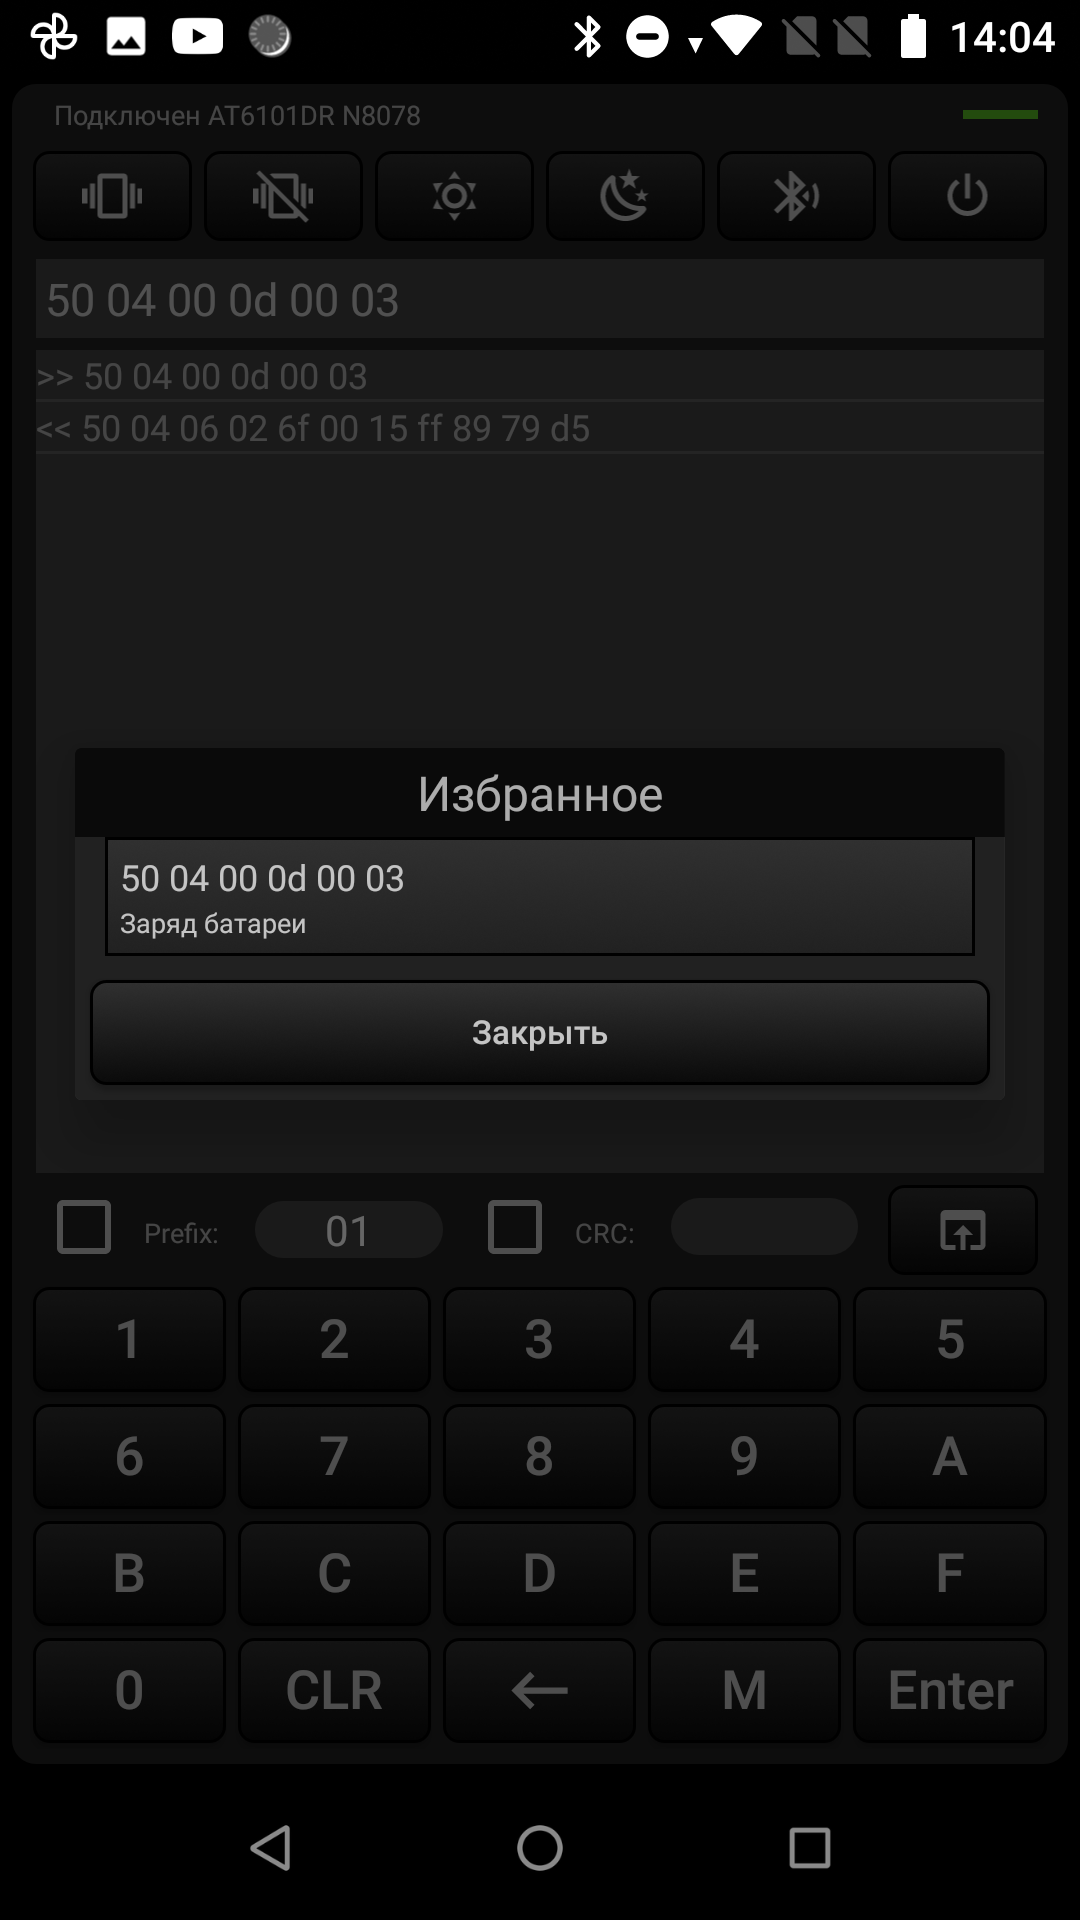 14:04
Подключен AT6101DR N8078
50 04 00 0d 00 03
>> 50 04 00 0d 00 03
<< 50 04 06 02 6f 00 15 ff 89 79 d5
Избранное
50 04 00 0d 00 03
Заряд батареи
Закрыть
Prefix: 01 CRC:
1 2 3 4 5
6 7 8 9 A
B C D E F
0 CLR ← M Enter